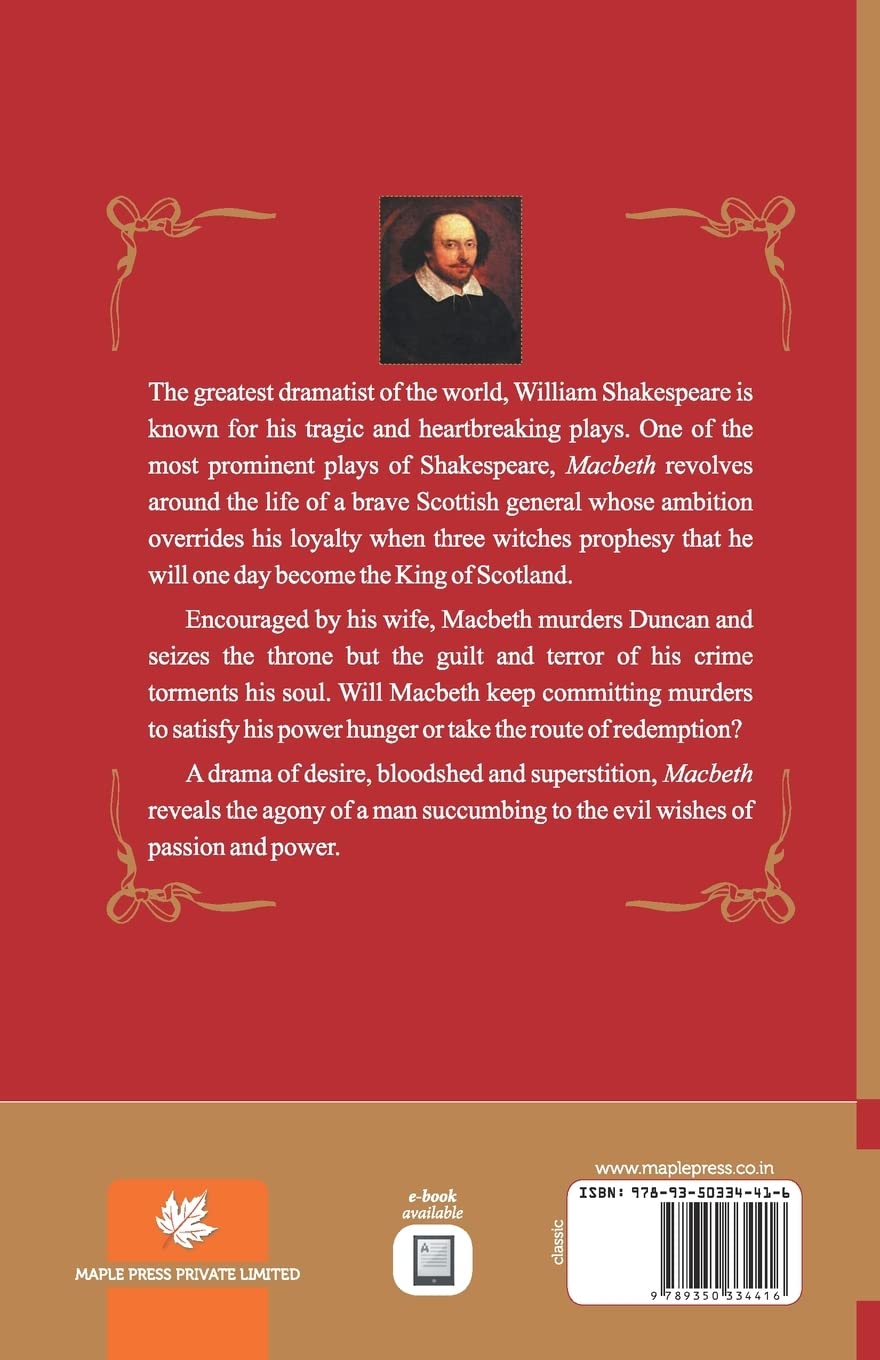 The greatest dramatist of the world, William Shakespeare is
known for his tragic and heartbreaking plays. One of the
most prominent plays of Shakespeare, Macbeth revolves
around the life of a brave Scottish general whose ambition
overrides his loyalty when three witches prophesy that he
will one day become the King of Scotland.
Encouraged by his wife, Macbeth murders Duncan and
seizes the throne but the guilt and terror of his crime
torments his soul. Will Macbeth keep committing murders
to satisfy his power hunger or take the route of redemption?
A drama of desire, bloodshed and superstition, Macbeth
reveals the agony of a man succumbing to the evil wishes of
passion and power.
MAPLE PRESS PRIVATE LIMITED
e-book
available
A
classic
www.maplepress.co.in
ISBN: 978-93-50334-41-6
9 789350 334416